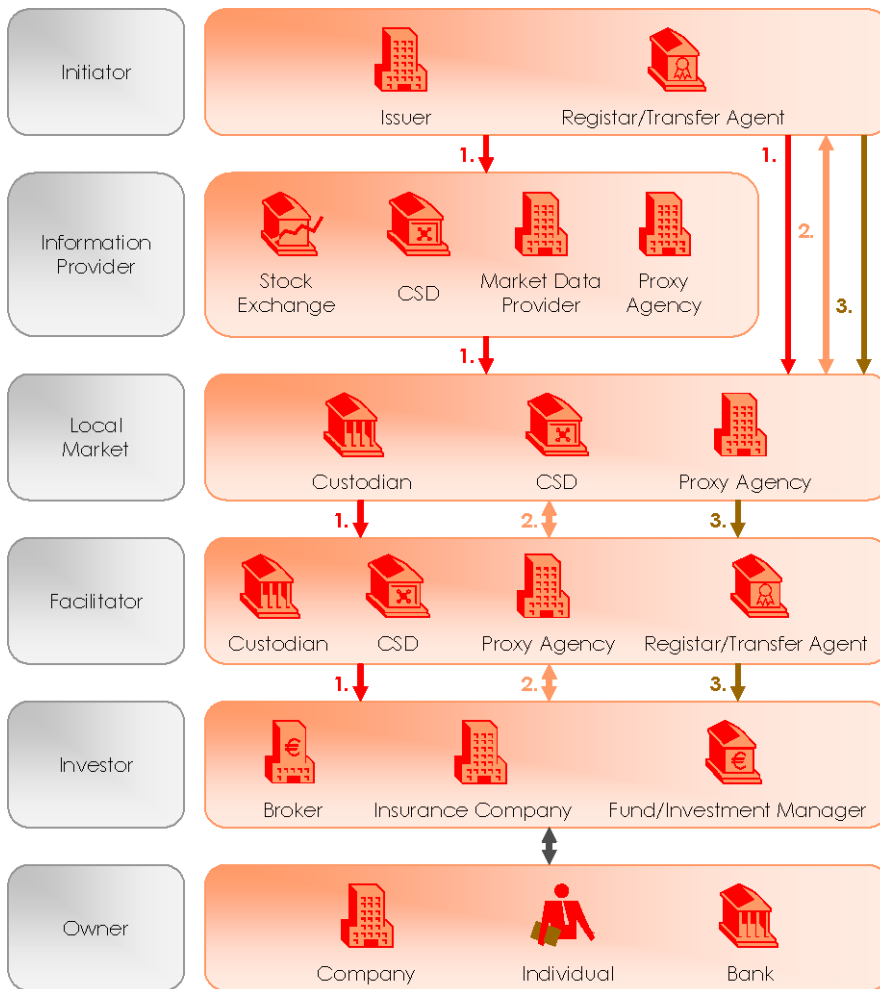 Initiator
Issuer
Registar/Transfer Agent
1.
1.
2.
3.
Information
Provider
Stock
Exchange
CSD
Market Data
Provider
Proxy
Agency
1.
Local
Market
Custodian
CSD
Proxy Agency
1.
2.
3.
Facilitator
Custodian
CSD
Proxy Agency
Registar/Transfer Agent
1.
2.
3.
Investor
€
€
Broker
Insurance Company
Fund/Investment Manager
Owner
Company
Individual
Bank